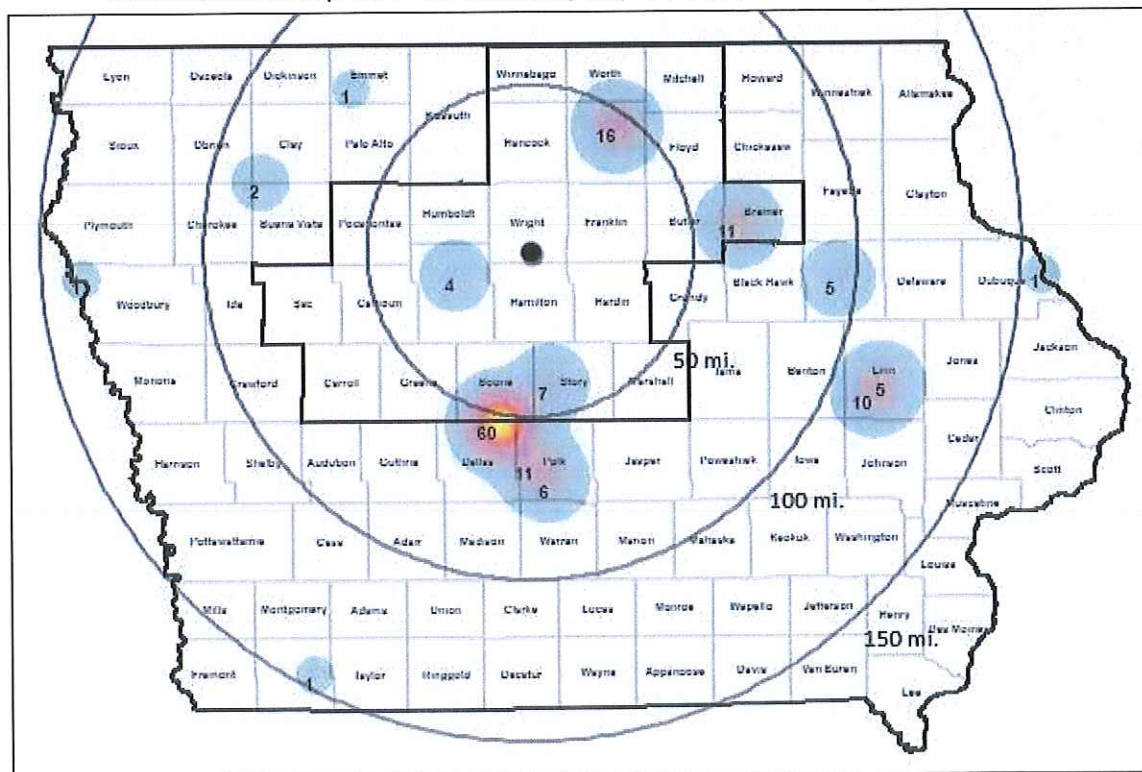 Lyon Osceola Dickinson Emmet Winnebago Worth Mitchell Howard Winneshiek Allamakee
1
Kossuth
Sioux Obrien Clay Palo Alto Hancock 16 Floyd Chickasaw
2
Plymouth Cherokee Buena Vista Pocahontas Humboldt Wright Franklin Butler Bremer Fayette Clayton
11
1 Woodbury Ida Sac Calhoun 4 Hamilton Hardin Grundy Black Hawk 5 Delaware Dubuque 1
50 mi.
Monona Crawford Carroll Greene Boone Story Marshall Tama Benton Linn Jones Jackson
7 10 5
Clinton
60
Harrison Shelby Audubon Guthrie Dallas Polk Jasper Poweshiek Iowa Johnson Cedar Scott
11
6
100 mi.
Muscatine
Pottawattamie Cass Adair Madison Warren Marion Mahaska Keokuk Washington
Louisa
Mills Montgomery Adams Union Clarke Lucas Monroe Wapello Jefferson Henry Des Moines
150 mi.
Fremont 1 Taylor Ringgold Decatur Wayne Appanoose Davis Van Buren Lee